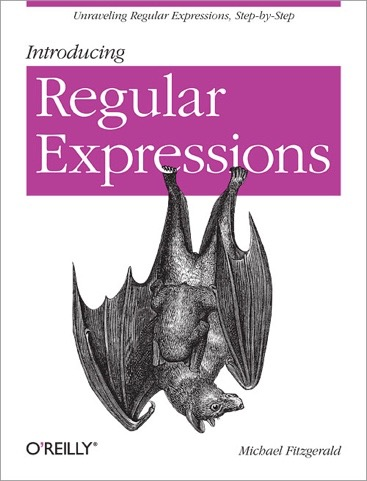 Unraveling Regular Expressions, Step-by-Step
Introducing
Regular
Expressions
O'REILLY®
Michael Fitzgerald